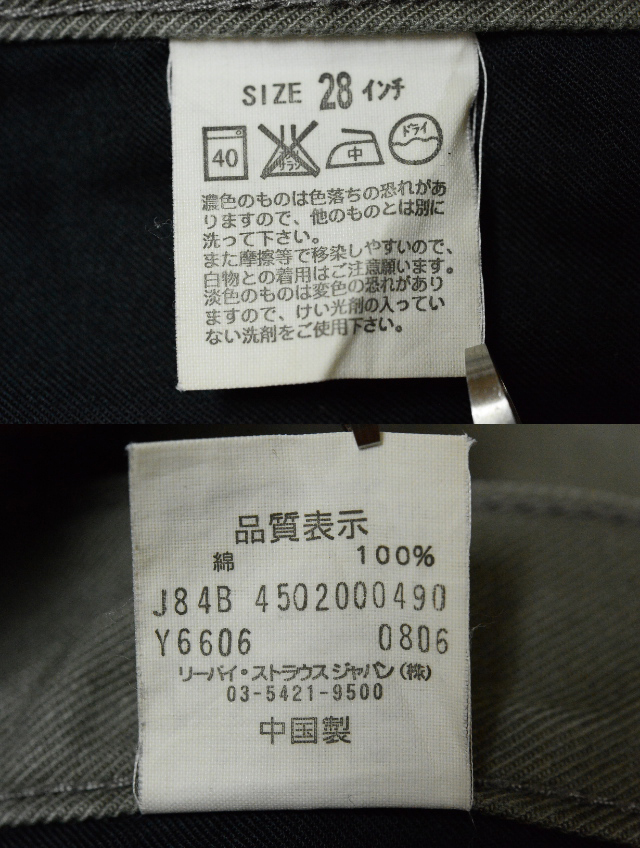 SIZE 28 インチ
40
エンソ
サラシ
中
ドライ
濃色のものは色落ちの恐れがあ
りますので、他のものとは別に
洗って下さい。
また摩擦等で移染しやすいので、
白物との着用はご注意願います。
淡色のものは変色の恐れがあり
ますので、けい光剤の入ってい
ない洗剤をご使用下さい。
品質表示
綿 100%
J84B 4502000490
Y6606 0806
リーバイ・ストラウスジャパン(株)
03-5421-9500
中国製